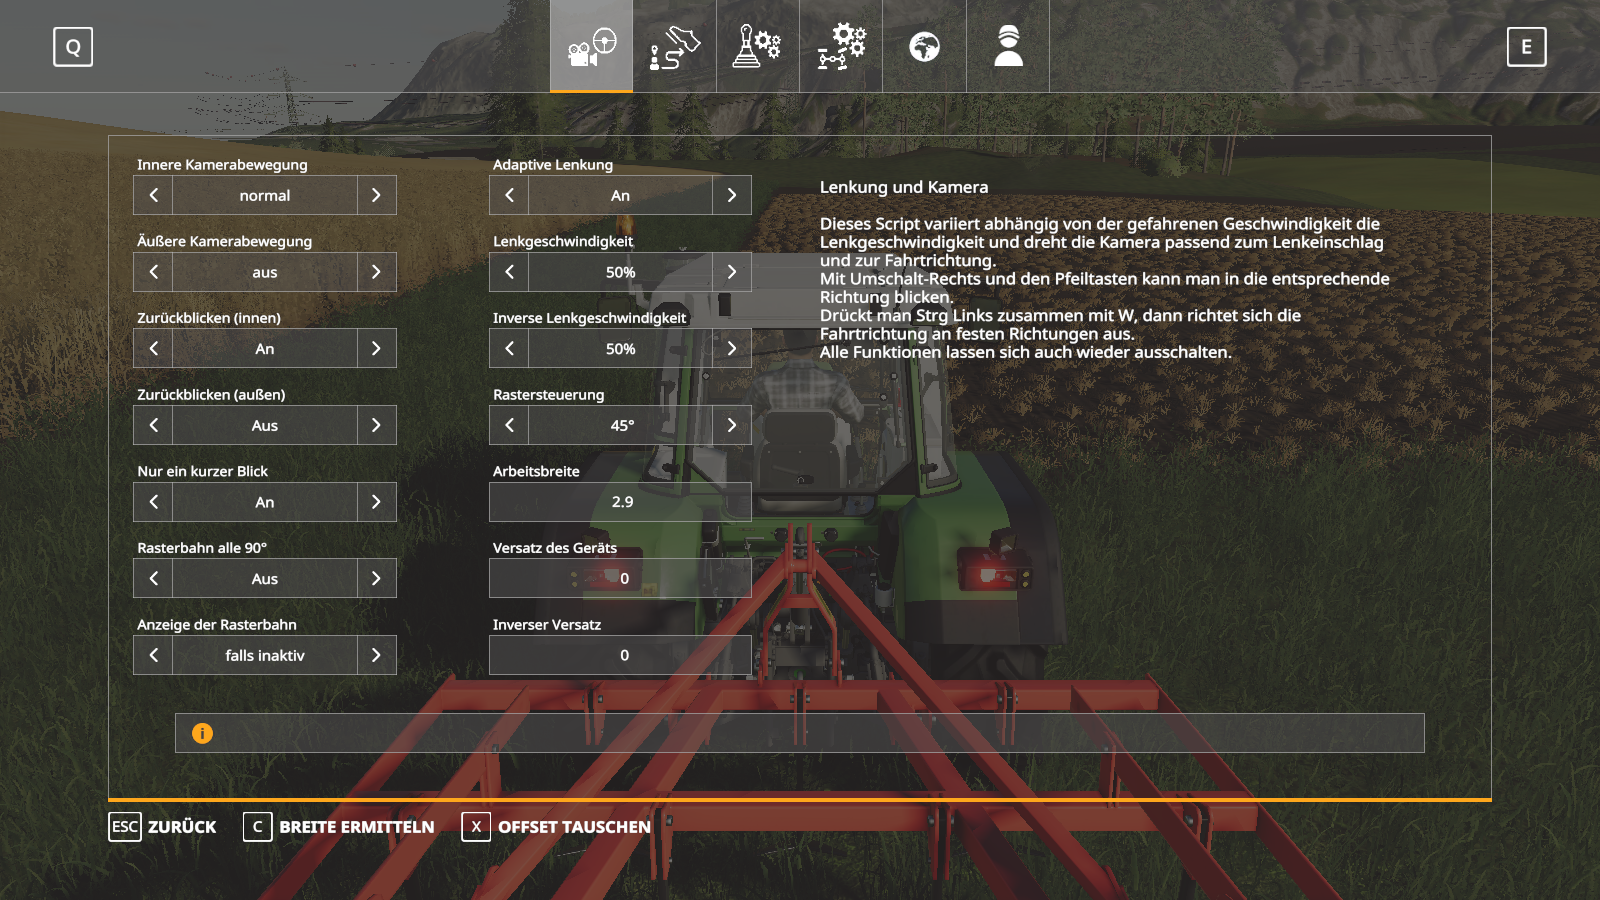 Q
E
Innere Kamerabewegung
normal
Äußere Kamerabewegung
aus
Zurückblicken (innen)
An
Zurückblicken (außen)
Aus
Nur ein kurzer Blick
An
Rasterbahn alle 90°
Aus
Anzeige der Rasterbahn
falls inaktiv
Adaptive Lenkung
An
Lenkgeschwindigkeit
50%
Inverse Lenkgeschwindigkeit
50%
Rastersteuerung
45°
Arbeitsbreite
2.9
Versatz des Geräts
0
Inverser Versatz
0
Lenkung und Kamera
Dieses Script variiert abhängig von der gefahrenen Geschwindigkeit die
Lenkgeschwindigkeit und dreht die Kamera passend zum Lenkeinschlag
und zur Fahrtrichtung.
Mit Umschalt-Rechts und den Pfeiltasten kann man in die entsprechende
Richtung blicken.
Drückt man Strg Links zusammen mit W, dann richtet sich die
Fahrtrichtung an festen Richtungen aus.
Alle Funktionen lassen sich auch wieder ausschalten.
ESC ZURÜCK C BREITE ERMITTELN X OFFSET TAUSCHEN